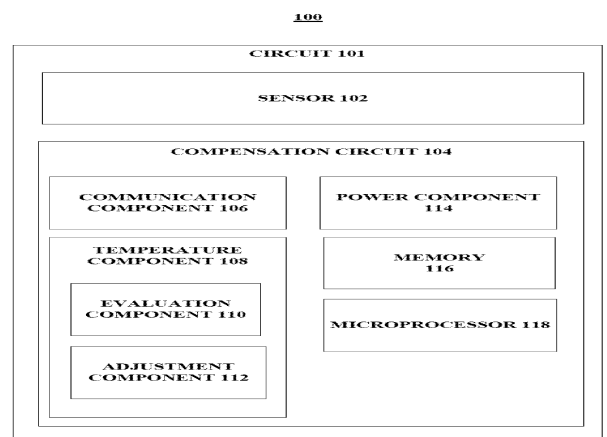 100
CIRCUIT 101
SENSOR 102
COMPENSATION CIRCUIT 104
COMMUNICATION
COMPONENT 106
TEMPERATURE
COMPONENT 108
EVALUATION
COMPONENT 110
ADJUSTMENT
COMPONENT 112
POWER COMPONENT
114
MEMORY
116
MICROPROCESSOR 118